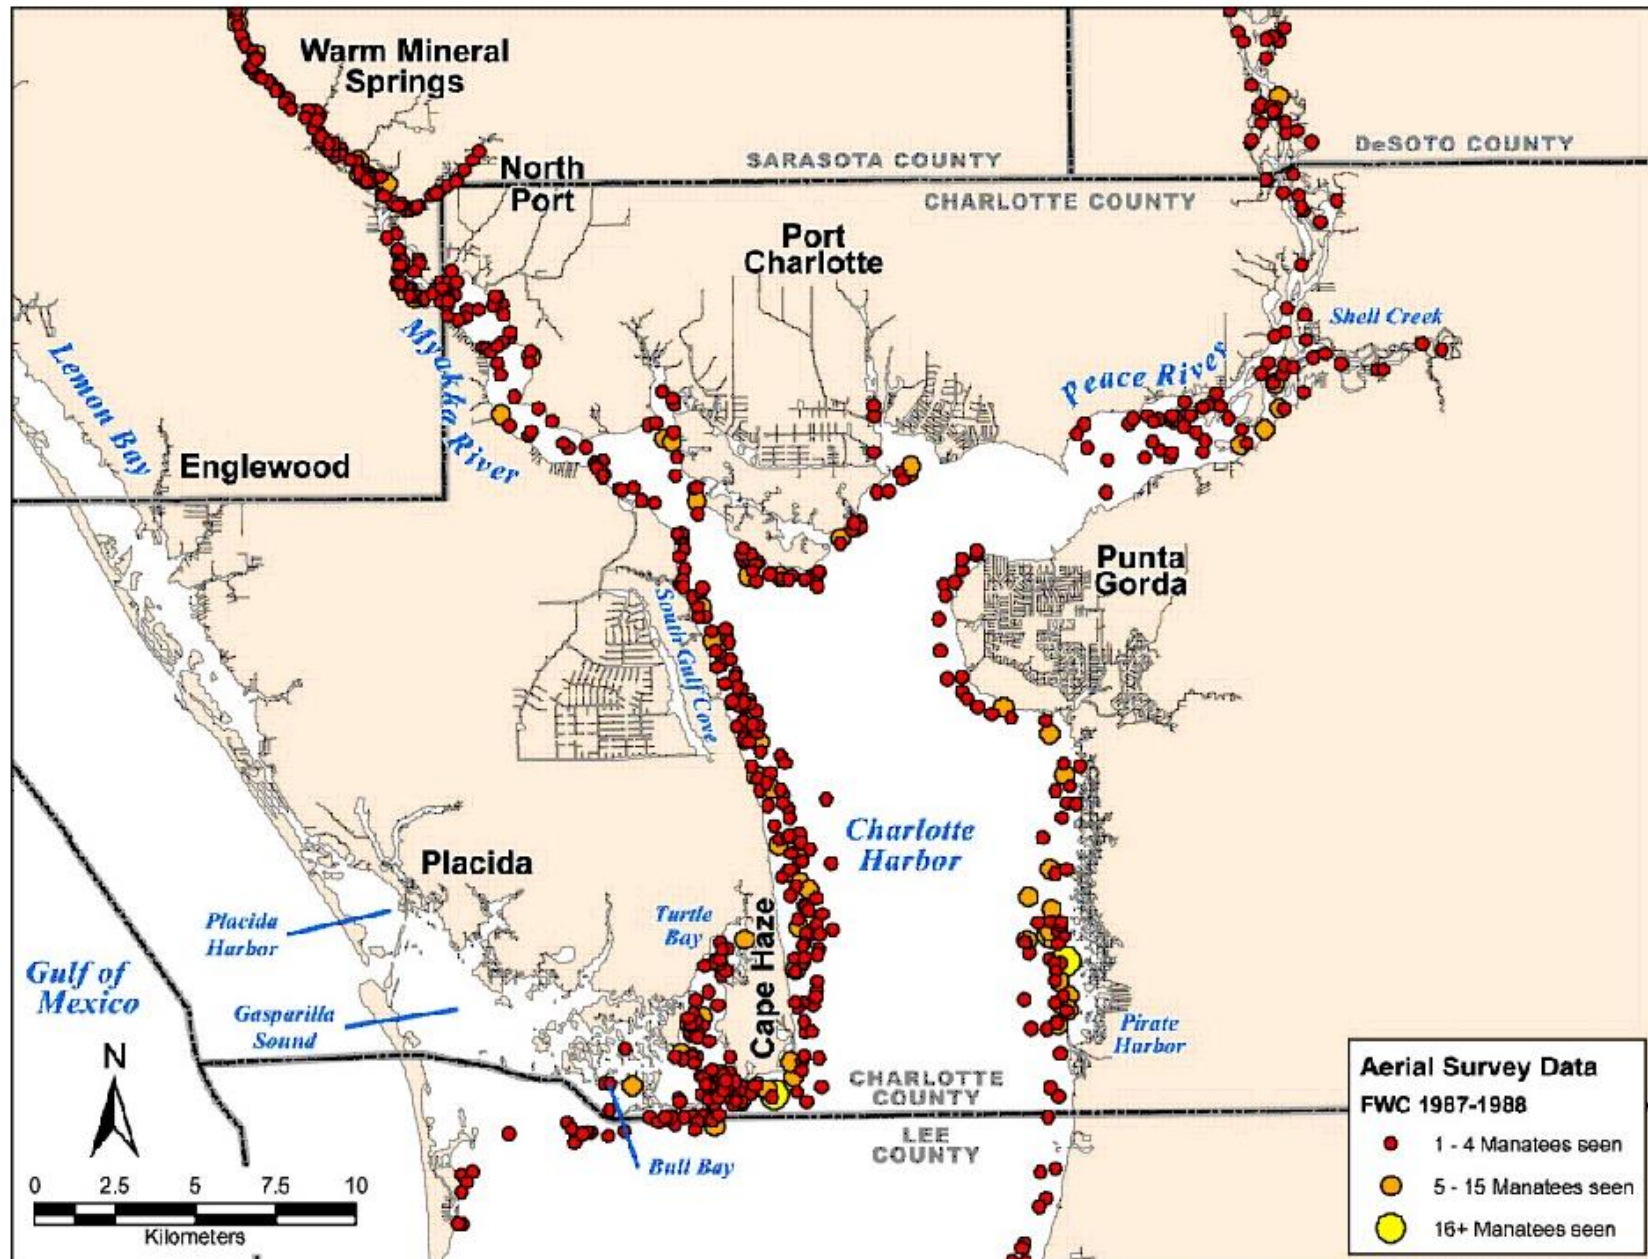 Warm Mineral
Springs
North
Port
SARASOTA COUNTY
DeSOTO COUNTY
CHARLOTTE COUNTY
Port
Charlotte
Shell Creek
Peace River
Myakka River
Lemon Bay
Englewood
Punta
Gorda
South Gulf Cove
Charlotte
Harbor
Placida
Placida
Harbor
Turtle
Bay
Cape Haze
Gulf of
Mexico
Gasparilla
Sound
Pirate
Harbor
CHARLOTTE
COUNTY
LEE
COUNTY
Bull Bay
N
0 2.5 5 7.5 10
Kilometers
Aerial Survey Data
FWC 1987-1988
1 - 4 Manatees seen
5 - 15 Manatees seen
16+ Manatees seen